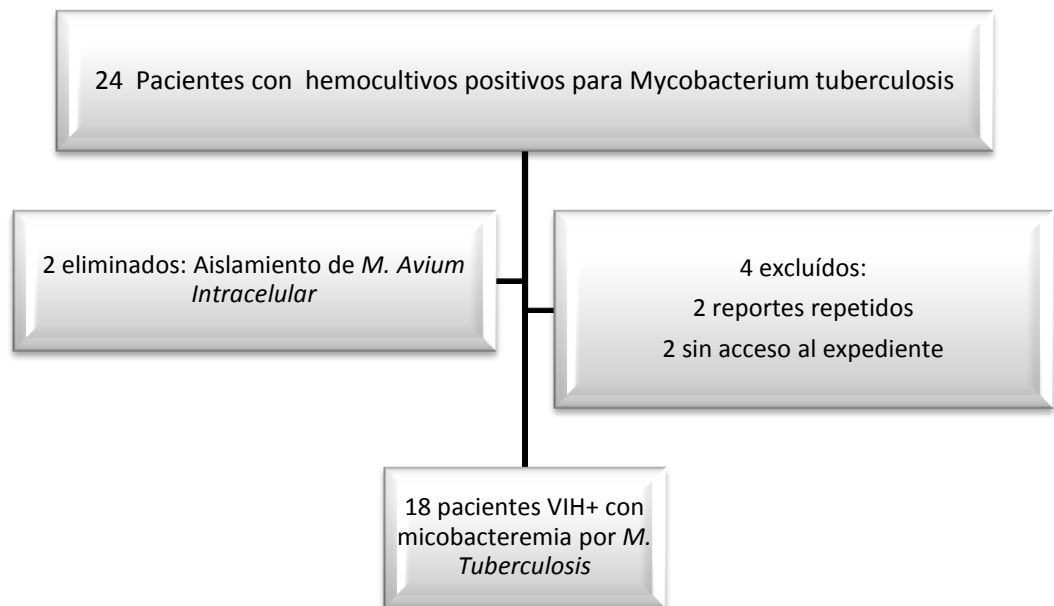 24  Pacientes con  hemocultivos positivos para Mycobacterium tuberculosis
2 eliminados: Aislamiento de M. Avium
Intracelular
4 excluídos:
2 reportes repetidos
2 sin acceso al expediente
18 pacientes VIH+ con
micobacteremia por M.
Tuberculosis